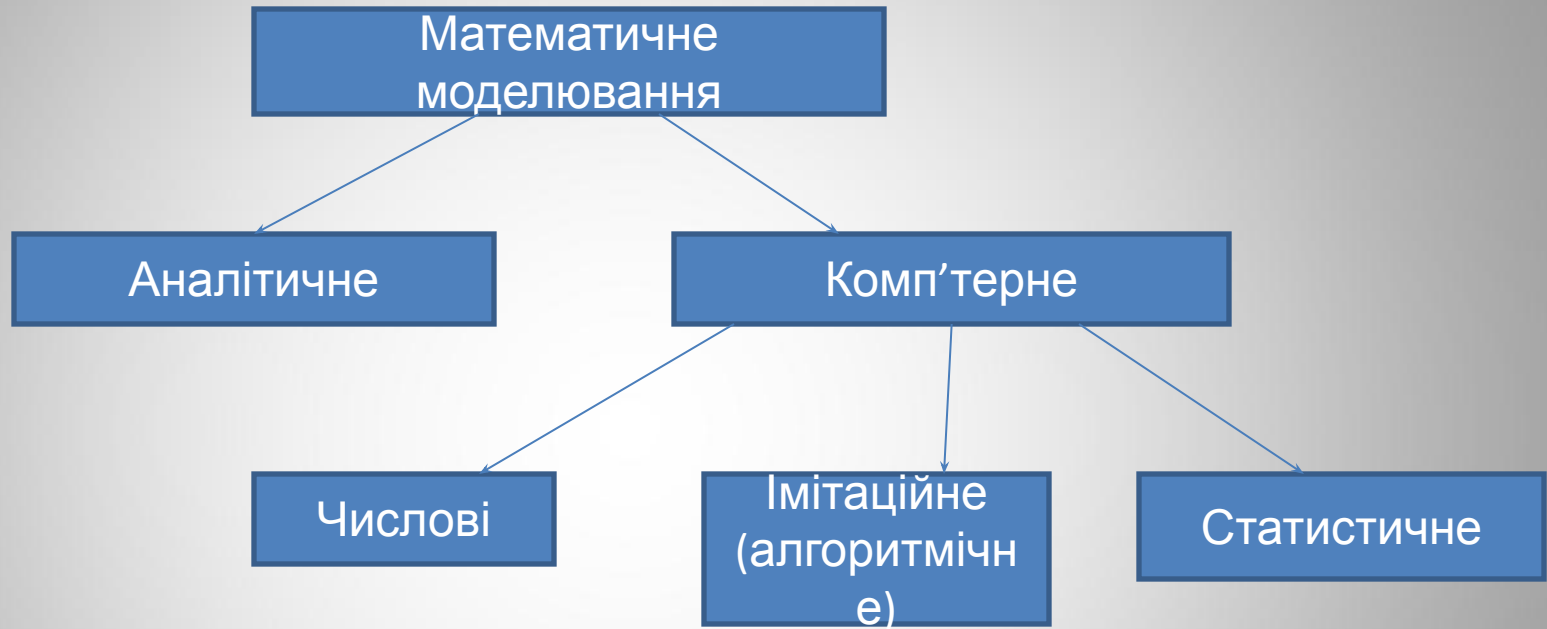 Математичне
моделювання
Аналітичне
Комп’терне
Числові
Імітаційне
(алгоритмічн
е)
Статистичне